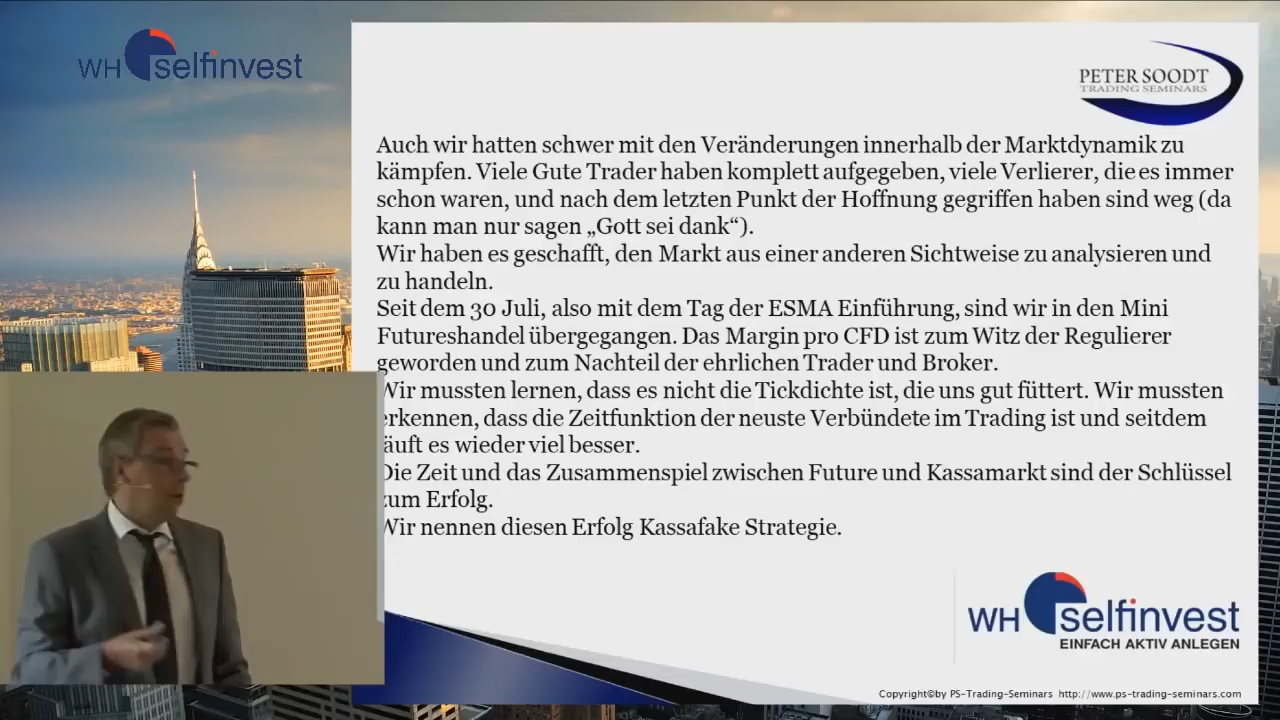 WH selfinvest
PETER SOODT
TRADING SEMINARS
Auch wir hatten schwer mit den Veränderungen innerhalb der Marktdynamik zu
kämpfen. Viele Gute Trader haben komplett aufgegeben, viele Verlierer, die es immer
schon waren, und nach dem letzten Punkt der Hoffnung gegriffen haben sind weg (da
kann man nur sagen „Gott sei dank“).
Wir haben es geschafft, den Markt aus einer anderen Sichtweise zu analysieren und
zu handeln.
Seit dem 30 Juli, also mit dem Tag der ESMA Einführung, sind wir in den Mini
Futureshandel übergegangen. Das Margin pro CFD ist zum Witz der Regulierer
geworden und zum Nachteil der ehrlichen Trader und Broker.
Wir mussten lernen, dass es nicht die Tickdichte ist, die uns gut füttert. Wir mussten
erkennen, dass die Zeitfunktion der neuste Verbündete im Trading ist und seitdem
läuft es wieder viel besser.
Die Zeit und das Zusammenspiel zwischen Future und Kassamarkt sind der Schlüssel
zum Erfolg.
Wir nennen diesen Erfolg Kassafake Strategie.
WH selfinvest
EINFACH AKTIV ANLEGEN
Copyright©by PS-Trading-Seminars http://www.ps-trading-seminars.com